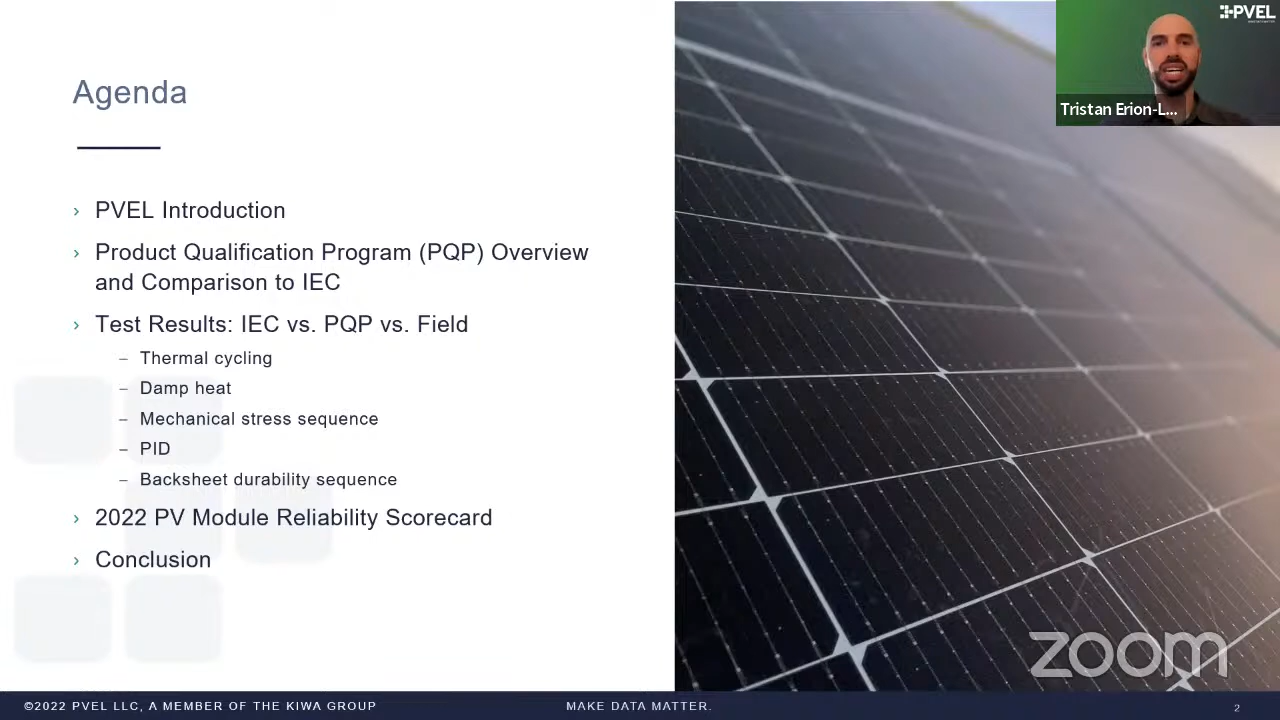 PVEL
Tristan Erion-L...
Agenda
› PVEL Introduction
› Product Qualification Program (PQP) Overview
and Comparison to IEC
› Test Results: IEC vs. PQP vs. Field
– Thermal cycling
– Damp heat
– Mechanical stress sequence
– PID
– Backsheet durability sequence
› 2022 PV Module Reliability Scorecard
› Conclusion
zoom
©2022 PVEL LLC, A MEMBER OF THE KIWA GROUP
MAKE DATA MATTER.
2